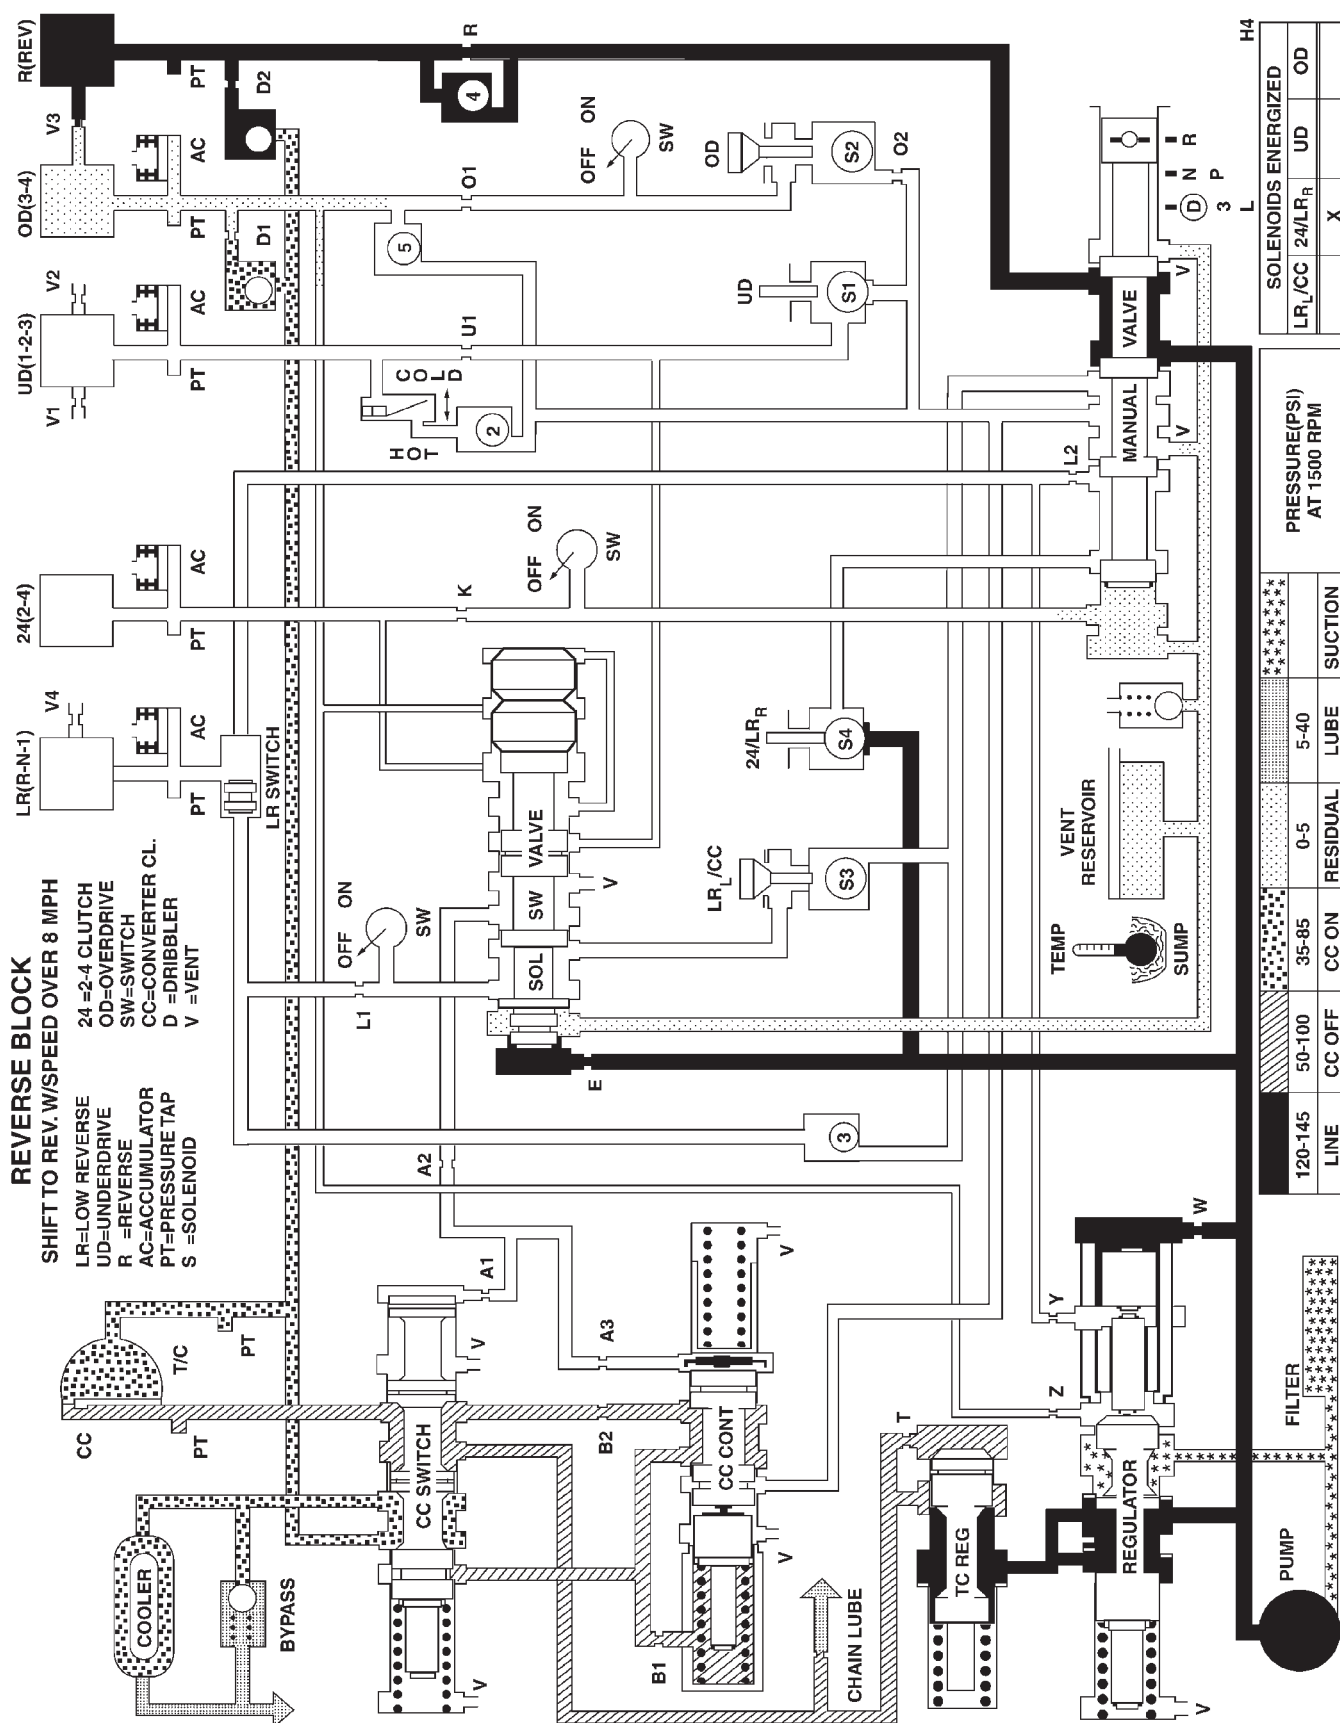 REVERSE BLOCK
SHIFT TO REV. W/SPEED OVER 8 MPH
LR=LOW REVERSE
UD=UNDERDRIVE
R =REVERSE
AC=ACCUMULATOR
PT=PRESSURE TAP
S =SOLENOID
24 =2-4 CLUTCH
OD=OVERDRIVE
SW=SWITCH
CC=CONVERTER CL.
D =DRIBBLER
V =VENT
LR(R-N-1)
V4
24(2-4)
UD(1-2-3)
V1
V2
OD(3-4)
V3
R(REV)
PT
AC
PT
AC
PT
AC
PT
AC
PT
D1
D2
LR SWITCH
COOLER
BYPASS
CC
PT
T/C
PT
CC SWITCH
V
V
A1
A2
A3
L1
OFF
ON
SW
K
OFF
ON
SW
HOT
COLD
U1
O1
R
2
5
4
OFF
ON
SW
SOL
SW
VALVE
V
E
B1
B2
CC CONT
V
V
3
LRL/CC
S3
24/LRR
S4
UD
S1
OD
S2
O2
CHAIN LUBE
T
TC REG
Z
Y
W
REGULATOR
V
PUMP
FILTER
TEMP
SUMP
VENT
RESERVOIR
L2
MANUAL
VALVE
V
V
D
N
R
3
P
L
H4
LINE
120-145
CC OFF
50-100
CC ON
35-85
RESIDUAL
0-5
LUBE
5-40
SUCTION
PRESSURE(PSI)
AT 1500 RPM
SOLENOIDS ENERGIZED
LRL/CC
24/LRR
UD
OD
X